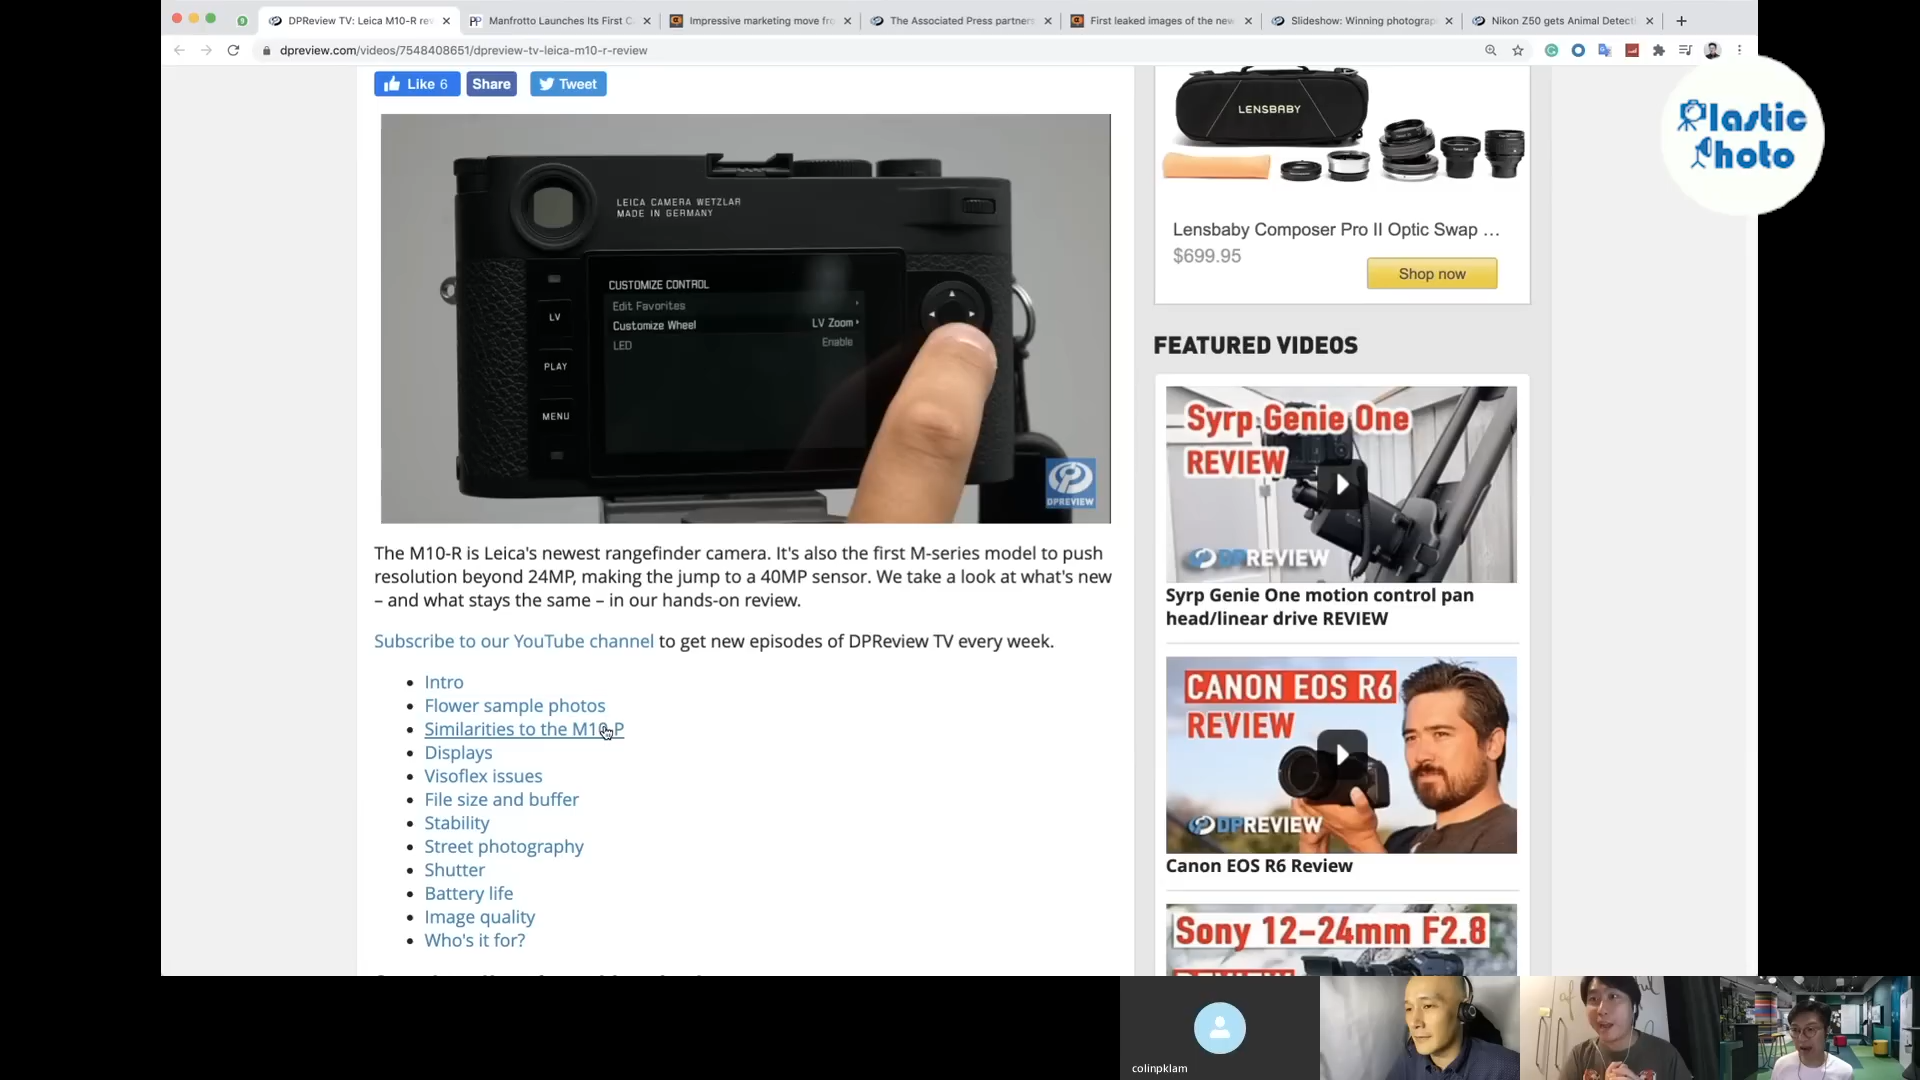 DPReview TV: Leica M10-R rev
Manfrotto Launches Its First C
Impressive marketing move fro
The Associated Press partners
First leaked images of the new
Slideshow: Winning photograp
Nikon Z50 gets Animal Detecti
dpreview.com/videos/7548408651/dpreview-tv-leica-m10-r-review
Like 6
Share
Tweet
LEICA CAMERA WETZLAR
MADE IN GERMANY
CUSTOMIZE CONTROL
Edit Favorites
Customize Wheel LV Zoom
LED Enable
LV
PLAY
MENU
DPREVIEW
The M10-R is Leica's newest rangefinder camera. It's also the first M-series model to push
resolution beyond 24MP, making the jump to a 40MP sensor. We take a look at what's new
– and what stays the same – in our hands-on review.
Subscribe to our YouTube channel to get new episodes of DPReview TV every week.
Intro
Flower sample photos
Similarities to the M10-P
Displays
Visoflex issues
File size and buffer
Stability
Street photography
Shutter
Battery life
Image quality
Who's it for?
LENSBABY
Lensbaby Composer Pro II Optic Swap …
$699.95
Shop now
FEATURED VIDEOS
Syrp Genie One
REVIEW
DPREVIEW
Syrp Genie One motion control pan
head/linear drive REVIEW
CANON EOS R6
REVIEW
DPREVIEW
Canon EOS R6 Review
Sony 12-24mm F2.8
REVIEW
Plastic
Photo
colinpklam